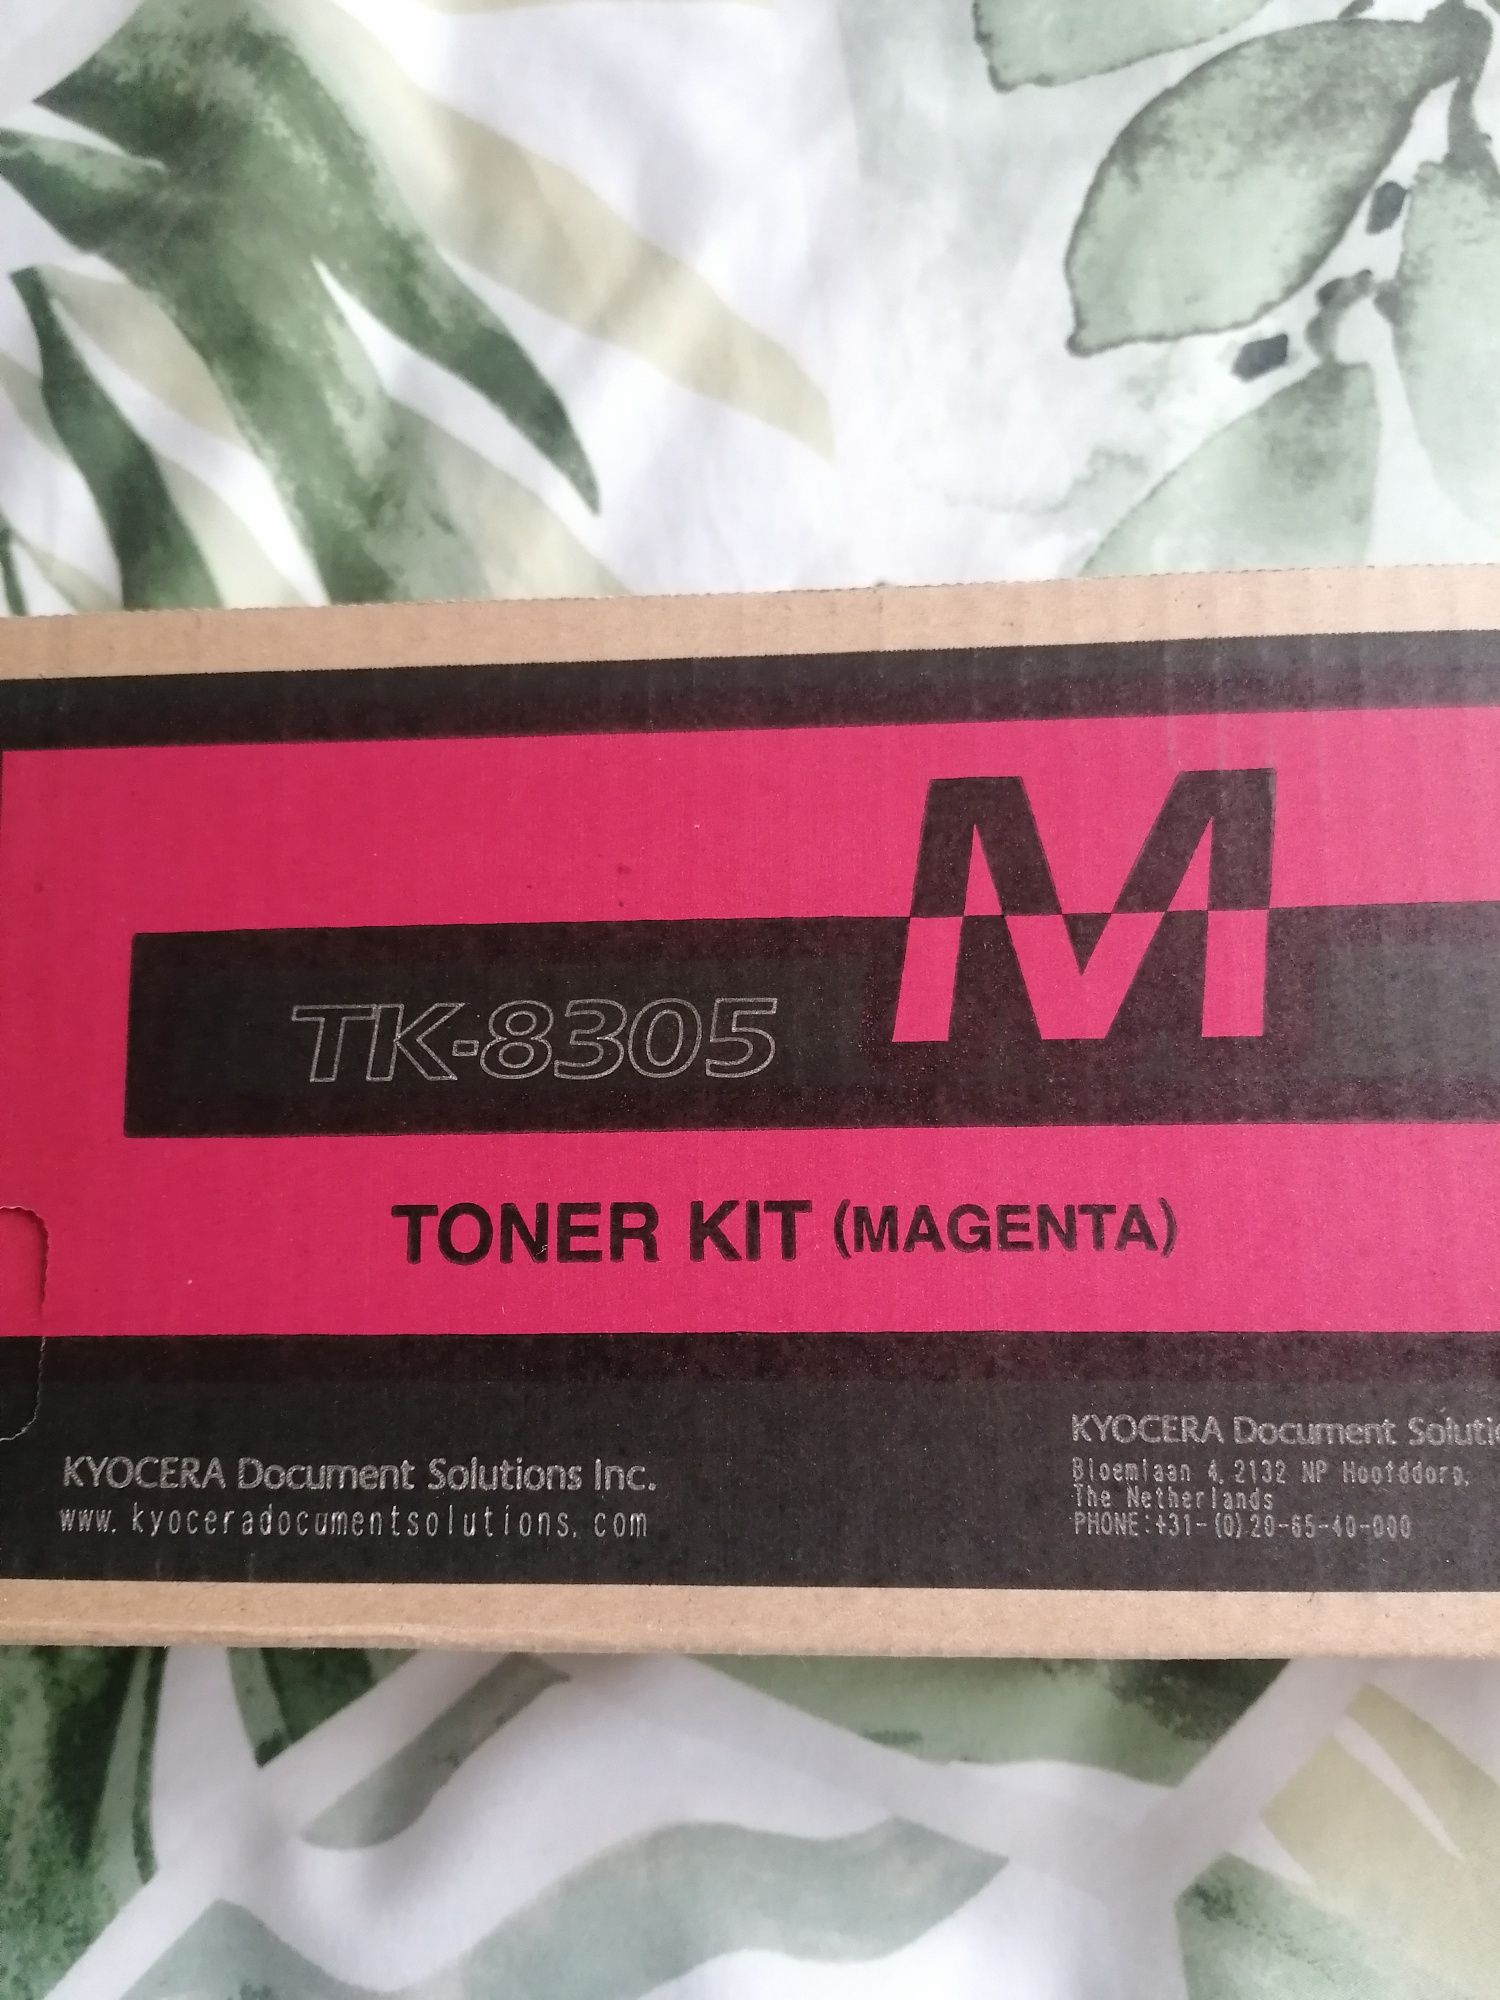 M
TK-8305
TONER KIT (MAGENTA)
KYOCERA Document Solutions Inc.
www.kyoceradocumentsolutions.com
KYOCERA Document
Bloemlaan 4, 2132 NP Hoofddorp,
The Netherlands
PHONE:+31-(0)20-65-40-000